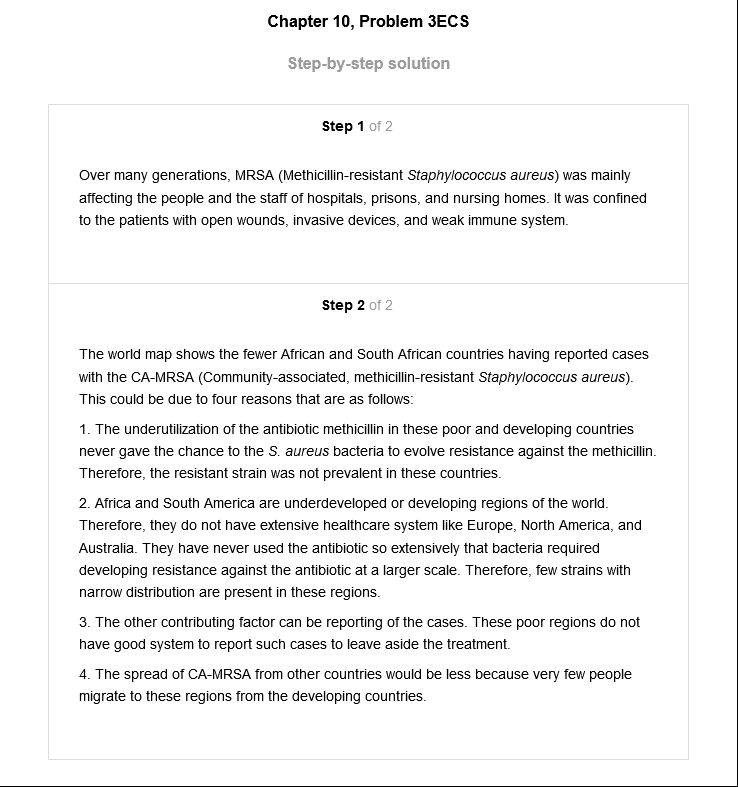 Chapter 10, Problem 3ECS
Step-by-step solution
Step 1 of 2
Over many generations, MRSA (Methicillin-resistant Staphylococcus aureus) was mainly
affecting the people and the staff of hospitals, prisons, and nursing homes. It was confined
to the patients with open wounds, invasive devices, and weak immune system.
Step 2 of 2
The world map shows the fewer African and South African countries having reported cases
with the CA-MRSA (Community-associated, methicillin-resistant Staphylococcus aureus).
This could be due to four reasons that are as follows:
1. The underutilization of the antibiotic methicillin in these poor and developing countries
never gave the chance to the S. aureus bacteria to evolve resistance against the methicillin.
Therefore, the resistant strain was not prevalent in these countries.
2. Africa and South America are underdeveloped or developing regions of the world.
Therefore, they do not have extensive healthcare system like Europe, North America, and
Australia. They have never used the antibiotic so extensively that bacteria required
developing resistance against the antibiotic at a larger scale. Therefore, few strains with
narrow distribution are present in these regions.
3. The other contributing factor can be reporting of the cases. These poor regions do not
have good system to report such cases to leave aside the treatment.
4. The spread of CA-MRSA from other countries would be less because very few people
migrate to these regions from the developing countries.